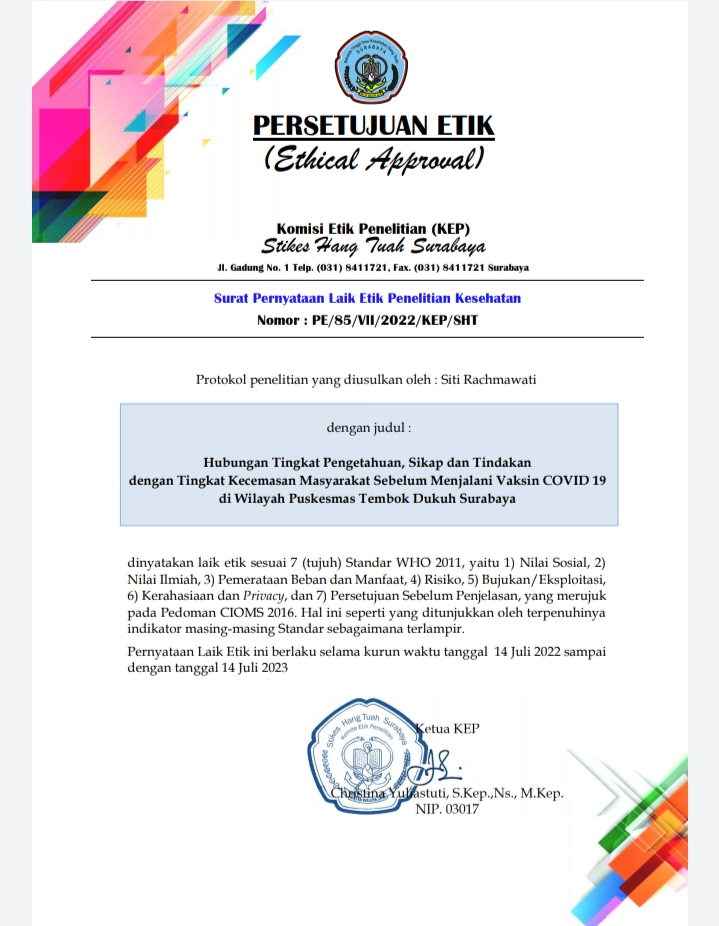 PERSETUJUAN ETIK
(Ethical Approval)
Komisi Etik Penelitian (KEP)
Stikes Hang Tuah Surabaya
Jl. Gadung No. 1 Telp. (031) 8411721, Fax. (031) 8411721 Surabaya
Surat Pernyataan Laik Etik Penelitian Kesehatan
Nomor : PE/85/VII/2022/KEP/SHT
Protokol penelitian yang diusulkan oleh : Siti Rachmawati
dengan judul :
Hubungan Tingkat Pengetahuan, Sikap dan Tindakan
dengan Tingkat Kecemasan Masyarakat Sebelum Menjalani Vaksin COVID 19
di Wilayah Puskesmas Tembok Dukuh Surabaya
dinyatakan laik etik sesuai 7 (tujuh) Standar WHO 2011, yaitu 1) Nilai Sosial, 2)
Nilai Ilmiah, 3) Pemerataan Beban dan Manfaat, 4) Risiko, 5) Bujukan/Eksploitasi,
6) Kerahasiaan dan Privacy, dan 7) Persetujuan Sebelum Penjelasan, yang merujuk
pada Pedoman CIOMS 2016. Hal ini seperti yang ditunjukkan oleh terpenuhinya
indikator masing-masing Standar sebagaimana terlampir.
Pernyataan Laik Etik ini berlaku selama kurun waktu tanggal 14 Juli 2022 sampai
dengan tanggal 14 Juli 2023
Stikes Hang Tuah Surabaya
Komite Etik Penelitian
Ketua KEP
Christina Yuliastuti, S.Kep.,Ns., M.Kep.
NIP. 03017